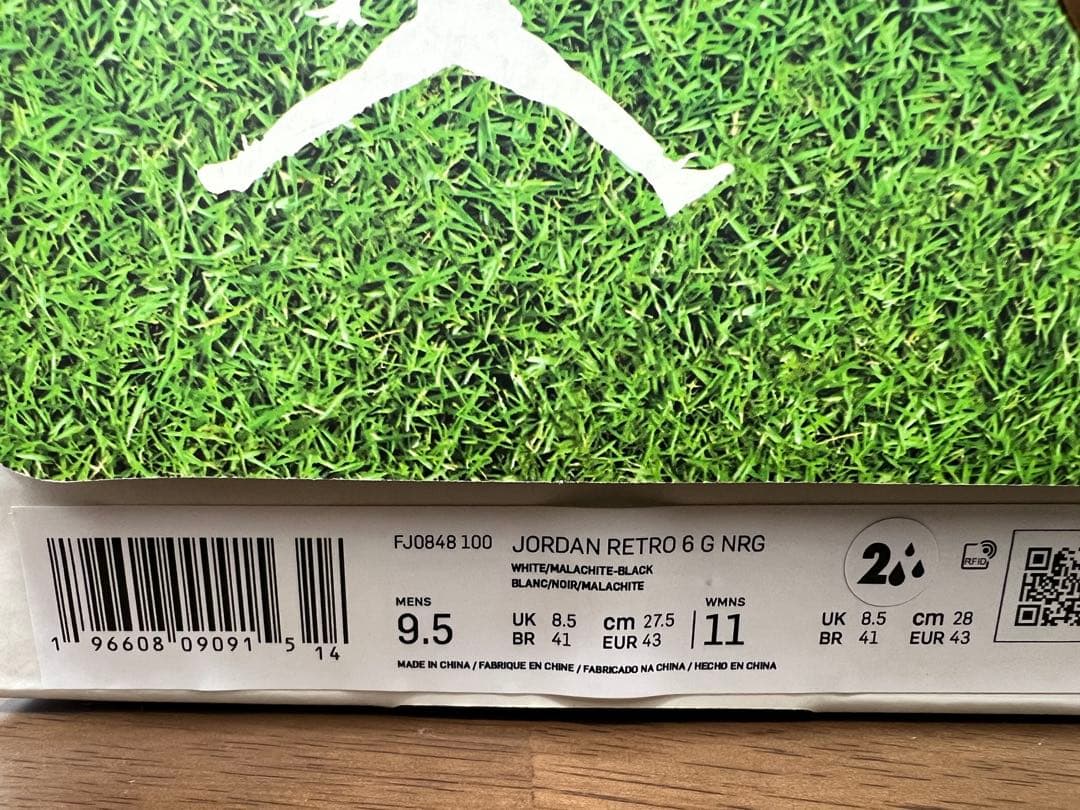 FJ0848 100 JORDAN RETRO 6 G NRG
WHITE/MALACHITE-BLACK
BLANC/NOIR/MALACHITE
MENS
9.5
UK 8.5 cm 27.5
BR 41 EUR 43
WMNS
11
UK 8.5 cm 28
BR 41 EUR 43
MADE IN CHINA / FABRIQUE EN CHINE / FABRICADO NA CHINA / HECHO EN CHINA
1 96608 09091 5 14
2
RFID